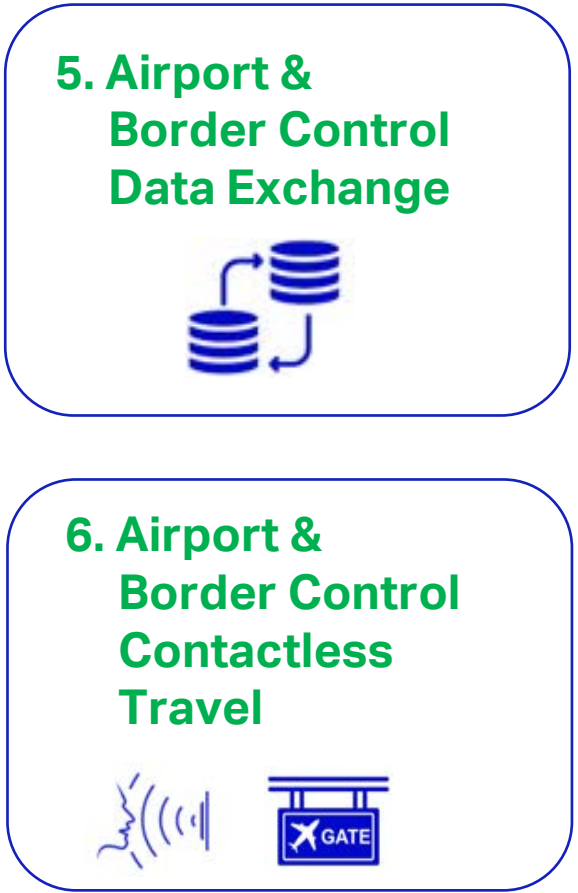 5. Airport &
Border Control
Data Exchange
6. Airport &
Border Control
Contactless
Travel
GATE